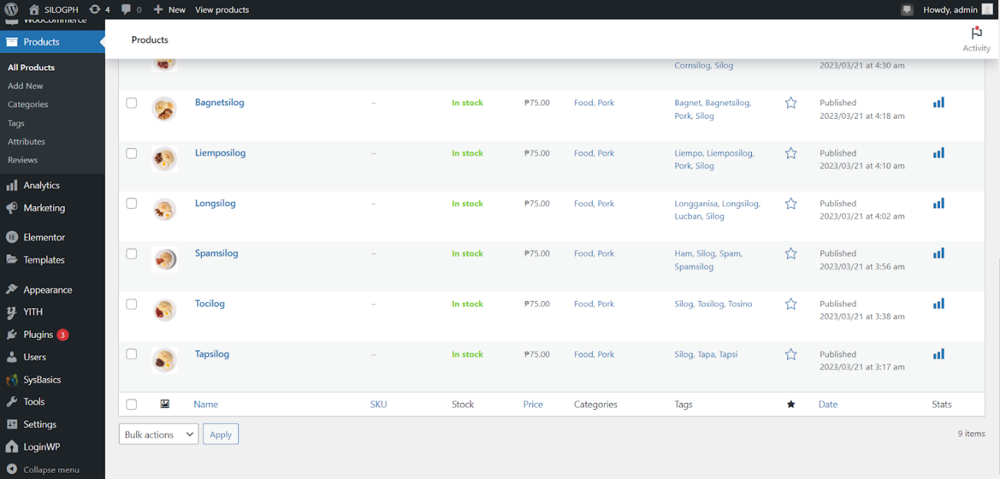 SILOGPH 4 0 New View products Howdy, admin
WooCommerce
Products
All Products
Add New
Categories
Tags
Attributes
Reviews
Analytics
Marketing
Elementor
Templates
Appearance
YITH
Plugins 3
Users
SysBasics
Tools
Settings
LoginWP
Collapse menu
Products
Activity
Cornsilog, Silog 2023/03/21 at 4:30 am
Bagnetsilog – In stock ₱75.00 Food, Pork Bagnet, Bagnetsilog, Published
Pork, Silog 2023/03/21 at 4:18 am
Liemposilog – In stock ₱75.00 Food, Pork Liempo, Liemposilog, Published
Pork, Silog 2023/03/21 at 4:10 am
Longsilog – In stock ₱75.00 Food, Pork Longganisa, Longsilog, Published
Lucban, Silog 2023/03/21 at 4:02 am
Spamsilog – In stock ₱75.00 Food, Pork Ham, Silog, Spam, Published
Spamsilog 2023/03/21 at 3:56 am
Tocilog – In stock ₱75.00 Food, Pork Silog, Tosilog, Tosino Published
2023/03/21 at 3:38 am
Tapsilog – In stock ₱75.00 Food, Pork Silog, Tapa, Tapsi Published
2023/03/21 at 3:17 am
Name SKU Stock Price Categories Tags Date Stats
Bulk actions Apply 9 items